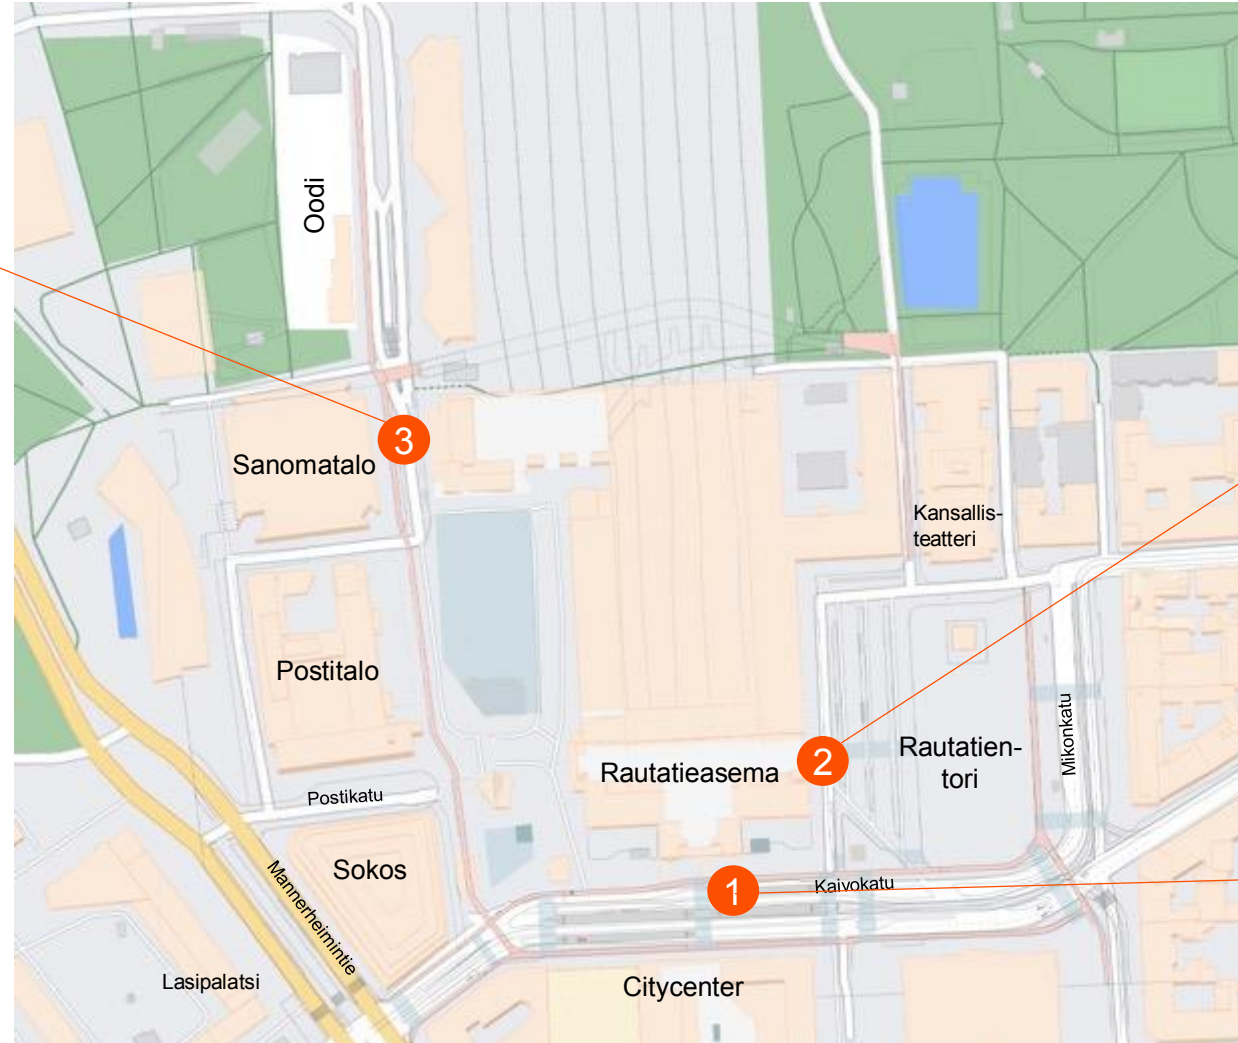 Oodi
3
Sanomatalo
Kansallis-
teatteri
Postitalo
Mikonkatu
Rautatien-
tori
2
Rautatieasema
Postikatu
Sokos
Mannerheimintie
1
Kaivokatu
Lasipalatsi
Citycenter